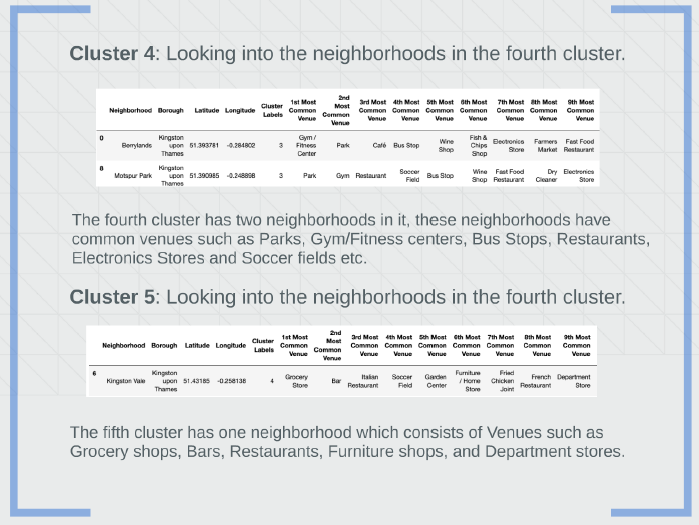 Cluster 4: Looking into the neighborhoods in the fourth cluster.
Neighborhood Borough Latitude Longitude Cluster Labels 1st Most Common Venue 2nd Most Common Venue 3rd Most Common Venue 4th Most Common Venue 5th Most Common Venue 6th Most Common Venue 7th Most Common Venue 8th Most Common Venue 9th Most Common Venue
0 Berrylands Kingston upon Thames 51.393781 -0.284802 3 Gym / Fitness Center Park Café Bus Stop Wine Shop Fish & Chips Shop Electronics Store Farmers Market Fast Food Restaurant
8 Motspur Park Kingston upon Thames 51.390985 -0.248898 3 Park Gym Restaurant Soccer Field Bus Stop Wine Shop Fast Food Restaurant Dry Cleaner Electronics Store
The fourth cluster has two neighborhoods in it, these neighborhoods have
common venues such as Parks, Gym/Fitness centers, Bus Stops, Restaurants,
Electronics Stores and Soccer fields etc.
Cluster 5: Looking into the neighborhoods in the fourth cluster.
Neighborhood Borough Latitude Longitude Cluster Labels 1st Most Common Venue 2nd Most Common Venue 3rd Most Common Venue 4th Most Common Venue 5th Most Common Venue 6th Most Common Venue 7th Most Common Venue 8th Most Common Venue 9th Most Common Venue
6 Kingston Vale Kingston upon Thames 51.43185 -0.258138 4 Grocery Store Bar Italian Restaurant Soccer Field Garden Center Furniture / Home Store Fried Chicken Joint French Restaurant Department Store
The fifth cluster has one neighborhood which consists of Venues such as
Grocery shops, Bars, Restaurants, Furniture shops, and Department stores.